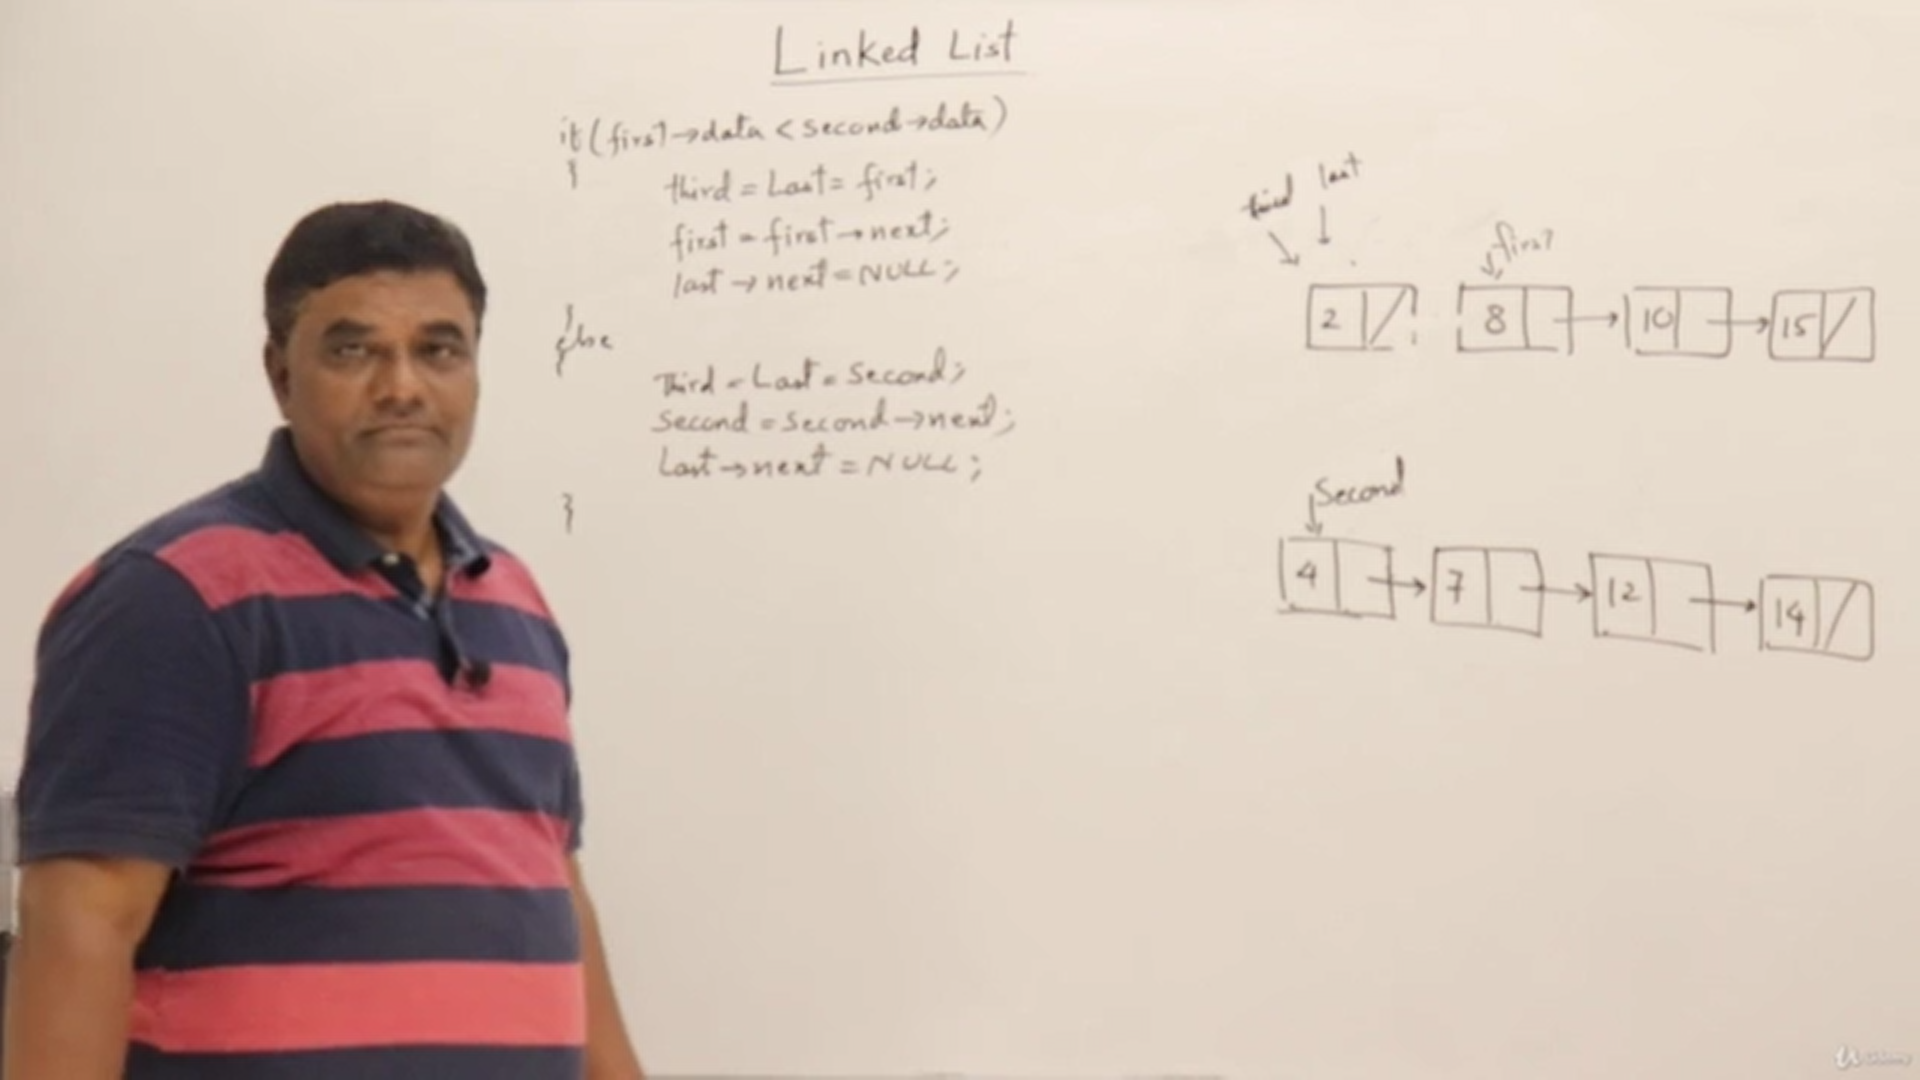 Linked List
if(first→data < second→data)
{
third = Last = first;
first = first→next;
last→next = NULL;
}
else
{
Third = Last = Second;
Second = Second→next;
Last→next = NULL;
}
third last
first
2
8
10
15
Second
4
7
12
14